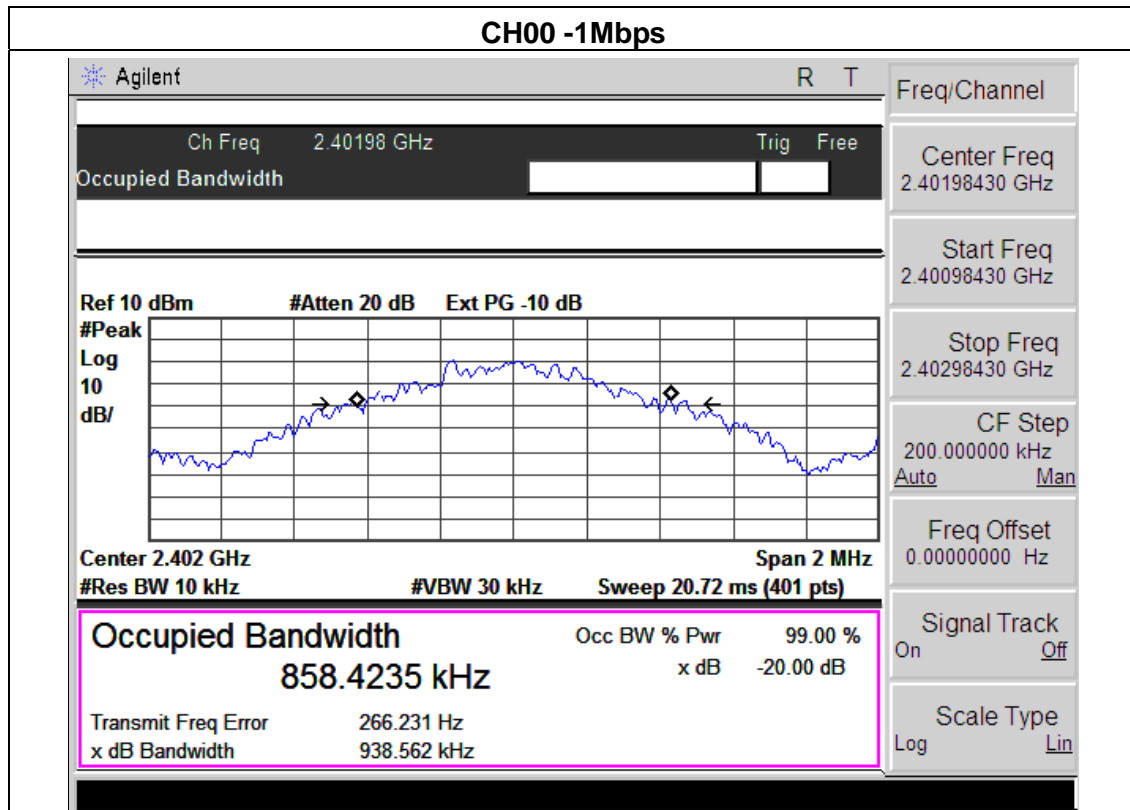 CH00 -1Mbps
Agilent R T
Freq/Channel
Ch Freq 2.40198 GHz Trig Free
Occupied Bandwidth
Center Freq
2.40198430 GHz
Start Freq
2.40098430 GHz
Stop Freq
2.40298430 GHz
CF Step
200.000000 kHz
Auto Man
Freq Offset
0.00000000 Hz
Signal Track
On Off
Scale Type
Log Lin
Ref 10 dBm #Atten 20 dB Ext PG -10 dB
#Peak
Log
10
dB/
Center 2.402 GHz Span 2 MHz
#Res BW 10 kHz #VBW 30 kHz Sweep 20.72 ms (401 pts)
Occupied Bandwidth Occ BW % Pwr 99.00 %
858.4235 kHz x dB -20.00 dB
Transmit Freq Error 266.231 Hz
x dB Bandwidth 938.562 kHz